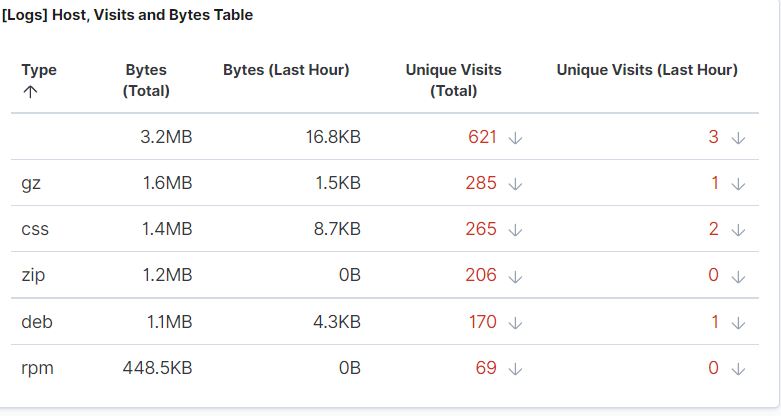 [Logs] Host, Visits and Bytes Table
Type ↑ Bytes (Total) Bytes (Last Hour) Unique Visits (Total) Unique Visits (Last Hour)
3.2MB 16.8KB 621 ↓ 3 ↓
gz 1.6MB 1.5KB 285 ↓ 1 ↓
css 1.4MB 8.7KB 265 ↓ 2 ↓
zip 1.2MB 0B 206 ↓ 0 ↓
deb 1.1MB 4.3KB 170 ↓ 1 ↓
rpm 448.5KB 0B 69 ↓ 0 ↓